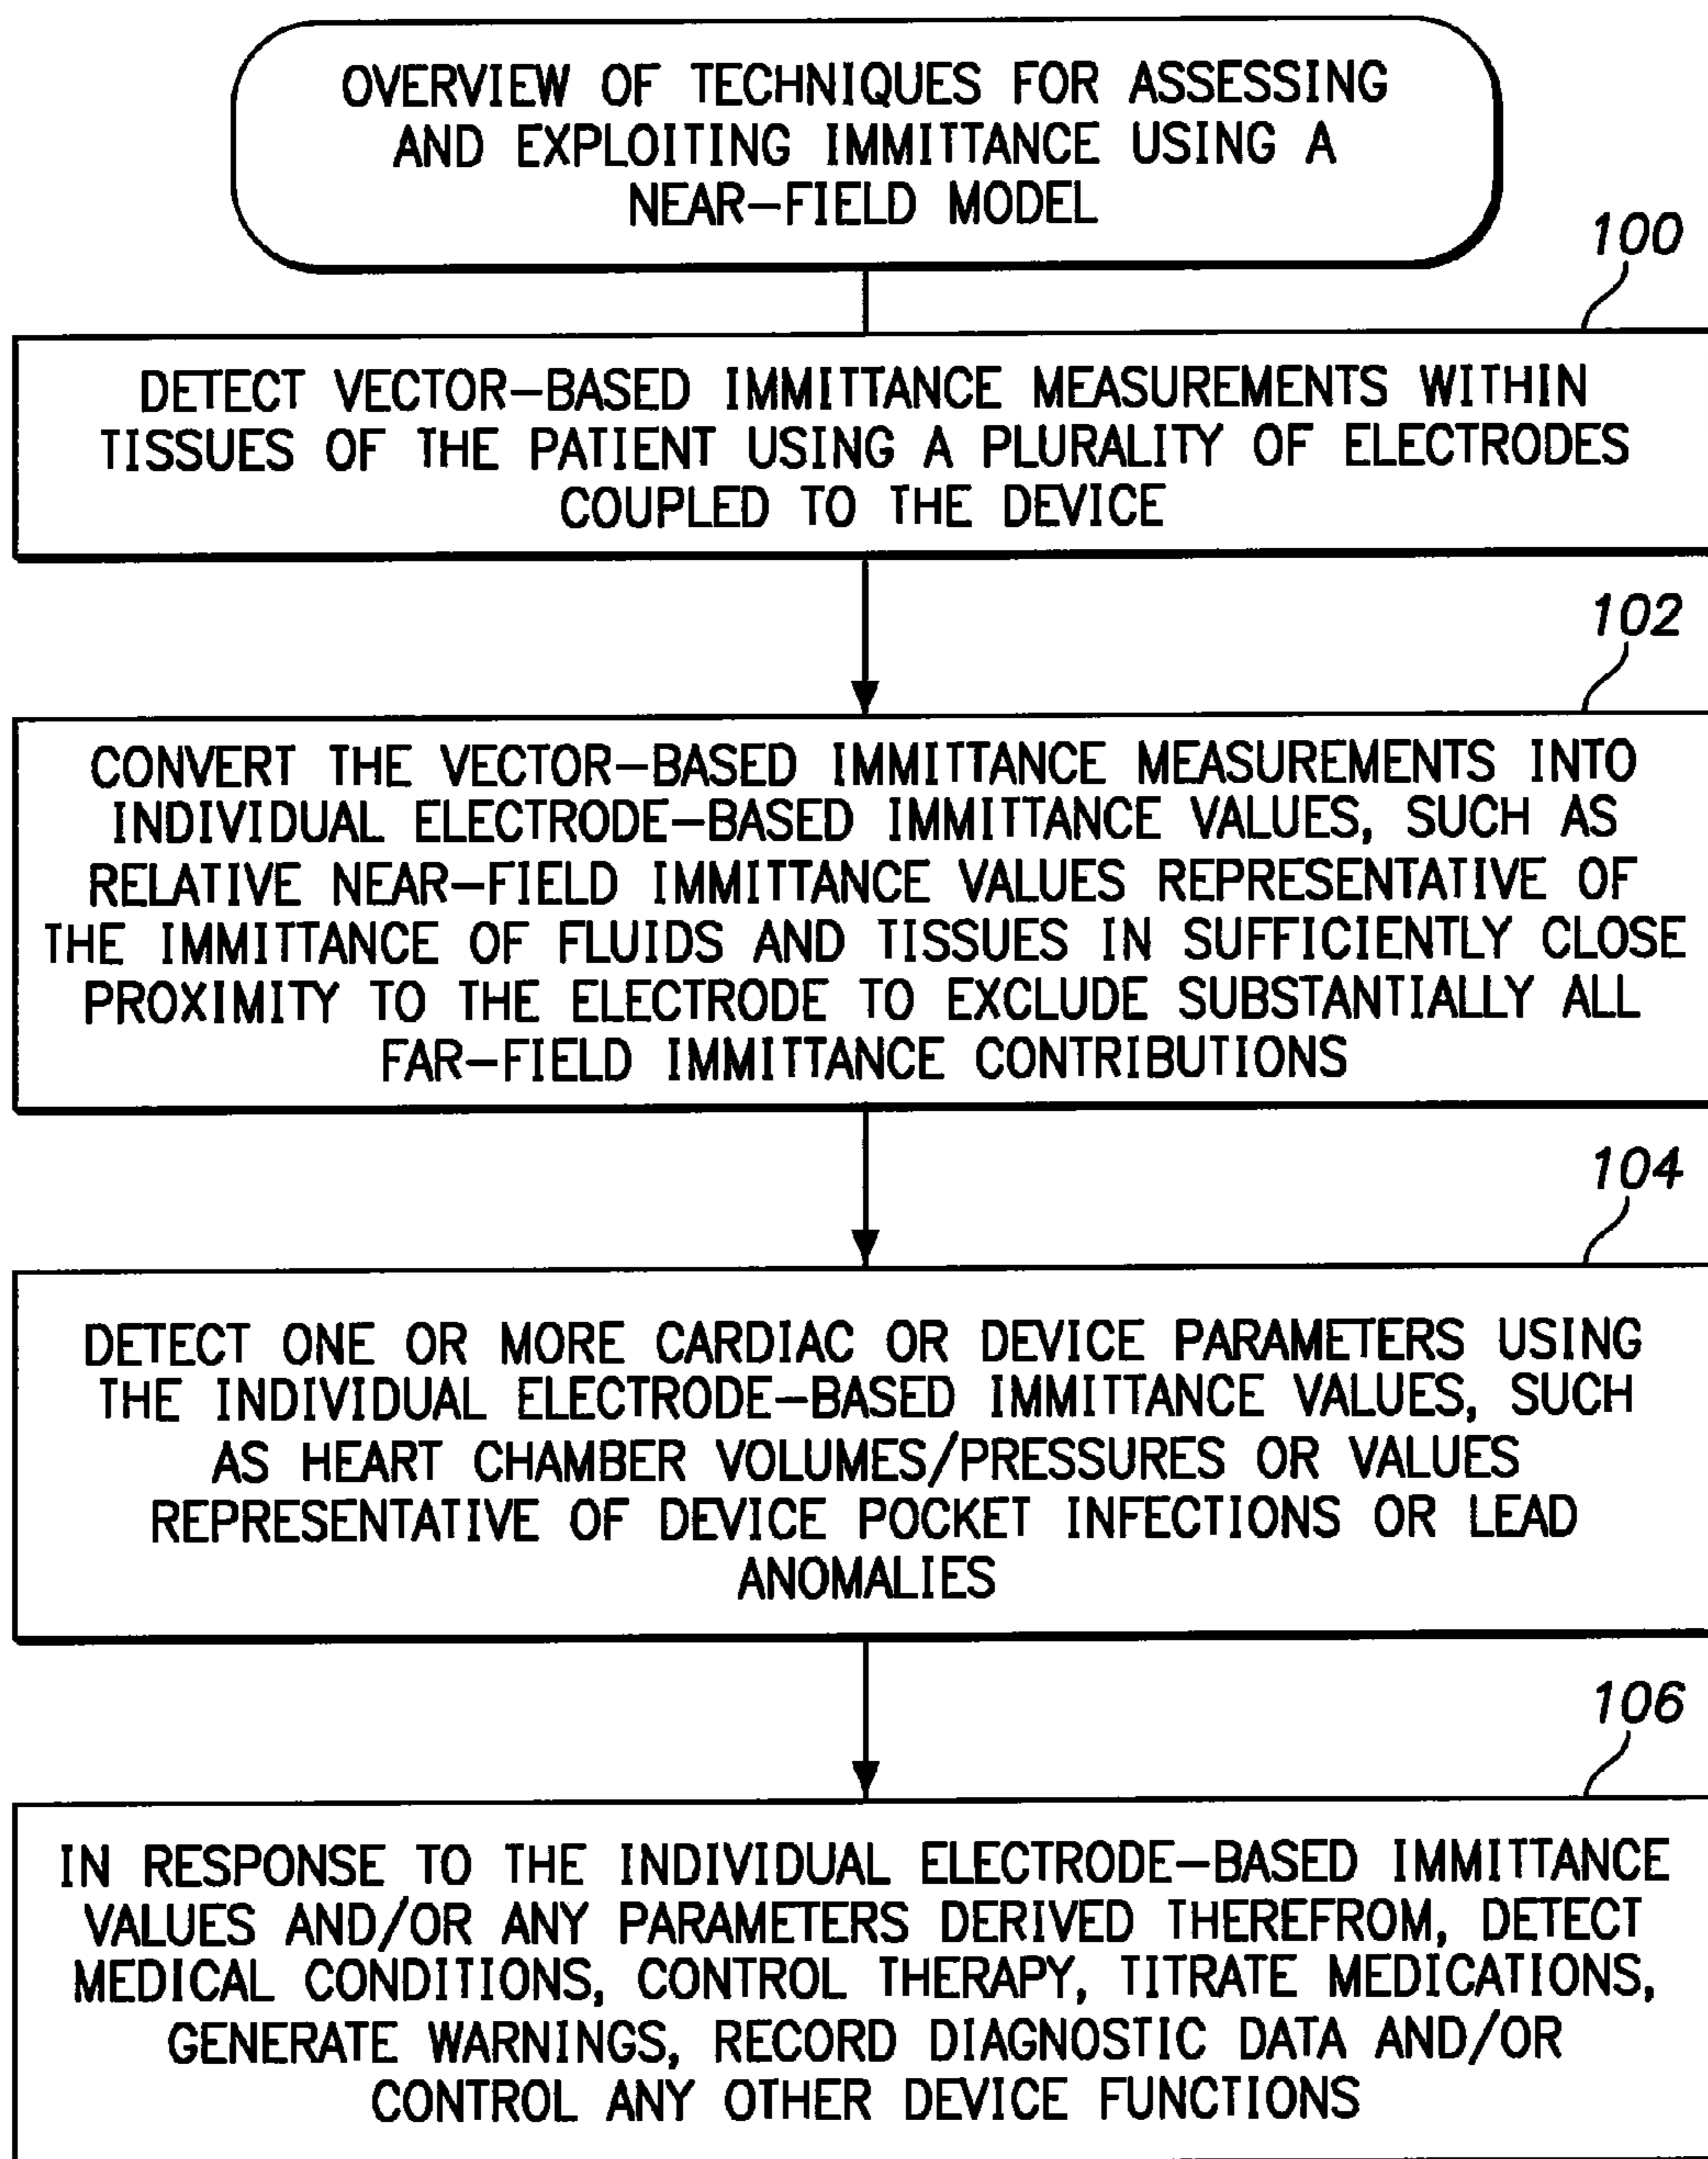 OVERVIEW OF TECHNIQUES FOR ASSESSING
AND EXPLOITING IMMITTANCE USING A
NEAR–FIELD MODEL
100
DETECT VECTOR–BASED IMMITTANCE MEASUREMENTS WITHIN
TISSUES OF THE PATIENT USING A PLURALITY OF ELECTRODES
COUPLED TO THE DEVICE
102
CONVERT THE VECTOR–BASED IMMITTANCE MEASUREMENTS INTO
INDIVIDUAL ELECTRODE–BASED IMMITTANCE VALUES, SUCH AS
RELATIVE NEAR–FIELD IMMITTANCE VALUES REPRESENTATIVE OF
THE IMMITTANCE OF FLUIDS AND TISSUES IN SUFFICIENTLY CLOSE
PROXIMITY TO THE ELECTRODE TO EXCLUDE SUBSTANTIALLY ALL
FAR–FIELD IMMITTANCE CONTRIBUTIONS
104
DETECT ONE OR MORE CARDIAC OR DEVICE PARAMETERS USING
THE INDIVIDUAL ELECTRODE–BASED IMMITTANCE VALUES, SUCH
AS HEART CHAMBER VOLUMES/PRESSURES OR VALUES
REPRESENTATIVE OF DEVICE POCKET INFECTIONS OR LEAD
ANOMALIES
106
IN RESPONSE TO THE INDIVIDUAL ELECTRODE–BASED IMMITTANCE
VALUES AND/OR ANY PARAMETERS DERIVED THEREFROM, DETECT
MEDICAL CONDITIONS, CONTROL THERAPY, TITRATE MEDICATIONS,
GENERATE WARNINGS, RECORD DIAGNOSTIC DATA AND/OR
CONTROL ANY OTHER DEVICE FUNCTIONS